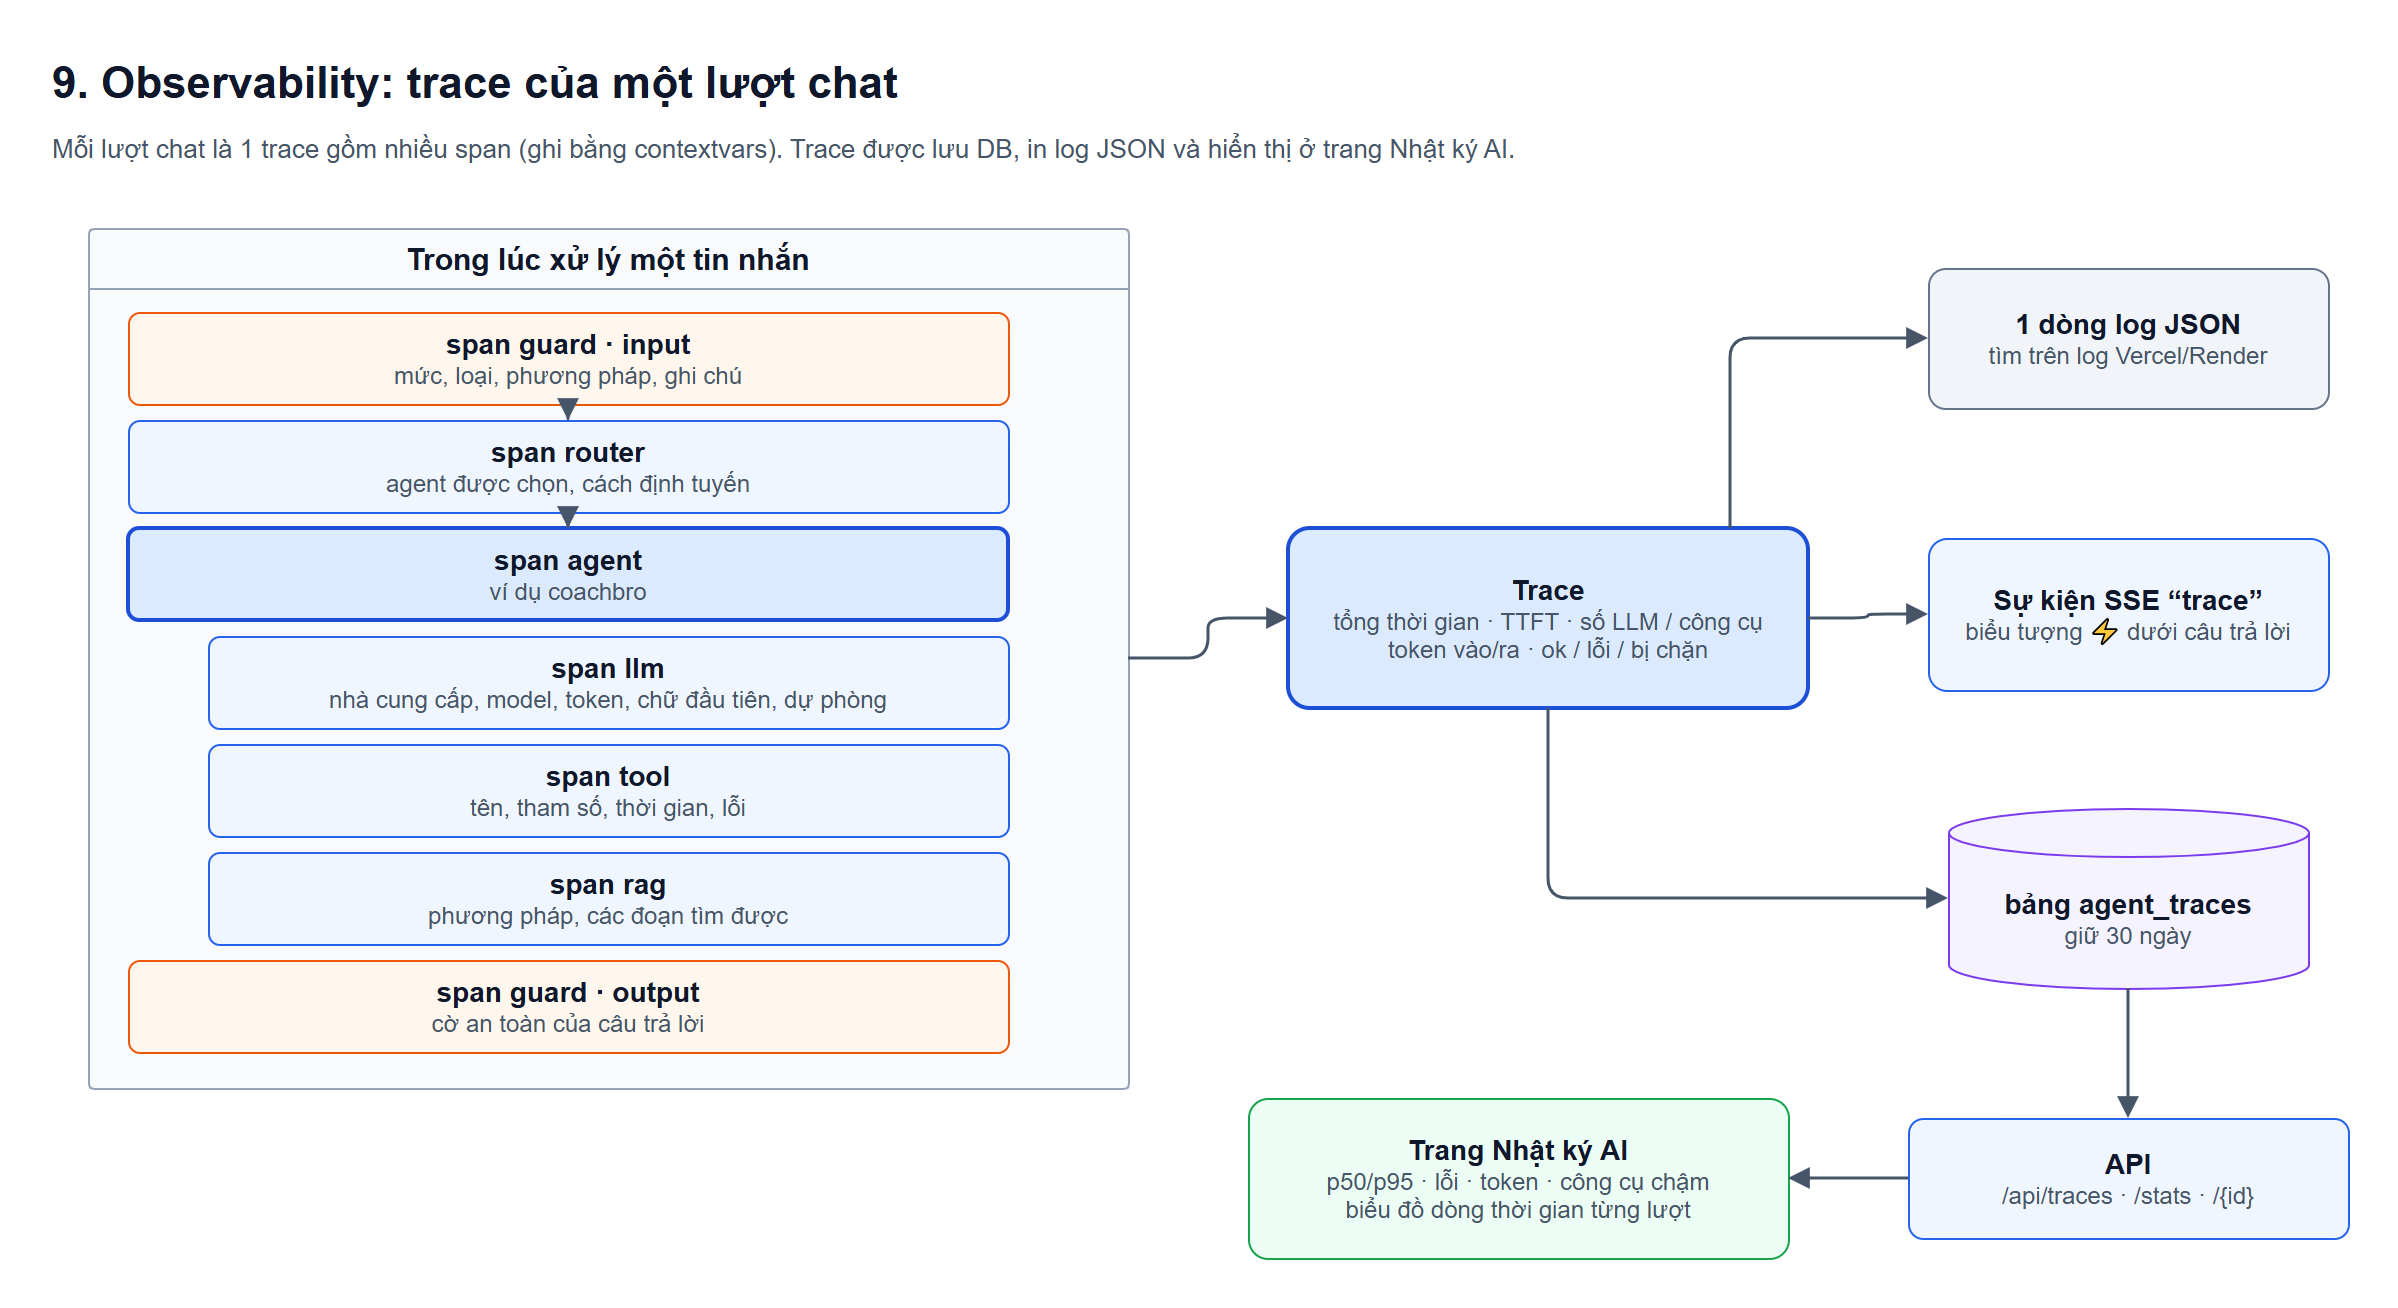 9. Observability: trace của một lượt chat
Mỗi lượt chat là 1 trace gồm nhiều span (ghi bằng contextvars). Trace được lưu DB, in log JSON và hiển thị ở trang Nhật ký AI.
Trong lúc xử lý một tin nhắn
span guard · input
mức, loại, phương pháp, ghi chú
span router
agent được chọn, cách định tuyến
span agent
ví dụ coachbro
span llm
nhà cung cấp, model, token, chữ đầu tiên, dự phòng
span tool
tên, tham số, thời gian, lỗi
span rag
phương pháp, các đoạn tìm được
span guard · output
cờ an toàn của câu trả lời
Trace
tổng thời gian · TTFT · số LLM / công cụ
token vào/ra · ok / lỗi / bị chặn
1 dòng log JSON
tìm trên log Vercel/Render
Sự kiện SSE “trace”
biểu tượng ⚡ dưới câu trả lời
bảng agent_traces
giữ 30 ngày
API
/api/traces · /stats · /{id}
Trang Nhật ký AI
p50/p95 · lỗi · token · công cụ chậm
biểu đồ dòng thời gian từng lượt